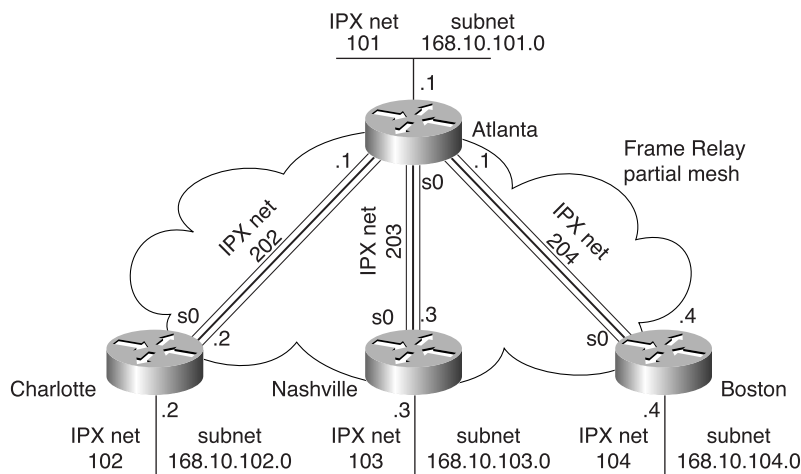 IPX net
101
subnet
168.10.101.0
.1
Atlanta
Frame Relay
partial mesh
.1
s0
.1
IPX net
202
IPX net
203
IPX net
204
s0
.2
s0
.3
s0
.4
Charlotte
Nashville
Boston
.2
.3
.4
IPX net
102
subnet
168.10.102.0
IPX net
103
subnet
168.10.103.0
IPX net
104
subnet
168.10.104.0